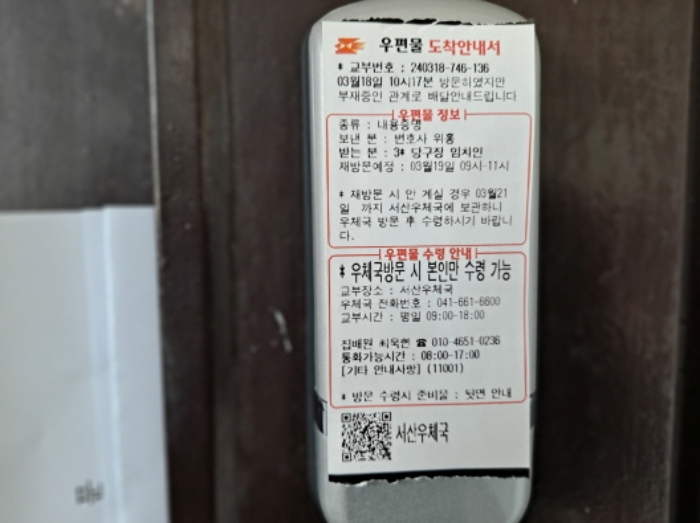 우편물 도착안내서
* 교부번호 : 240318-746-136
03월18일 10시17분 방문하였지만
부재중인 관계로 배달안내드립니다
우편물 정보
종류 : 내용증명
보낸 분 : 변호사 위홍
받는 분 : 3* 당구장 임차인
재방문예정 : 03월19일 09시-11시
* 재방문 시 안 계실 경우 03월21
일 까지 서산우체국에 보관하니
우체국 방문 후 수령하시기 바랍니
다.
우편물 수령 안내
* 우체국방문 시 본인만 수령 가능
교부장소 : 서산우체국
우체국 전화번호 : 041-661-6600
교부시간 : 명일 09:00-18:00
집배원 ☎ 010-4651-0236
통화가능시간 : 08:00-17:00
[기타 안내사항] (11001)
* 방문 수령시 준비물 : 뒷면 안내
서산우체국